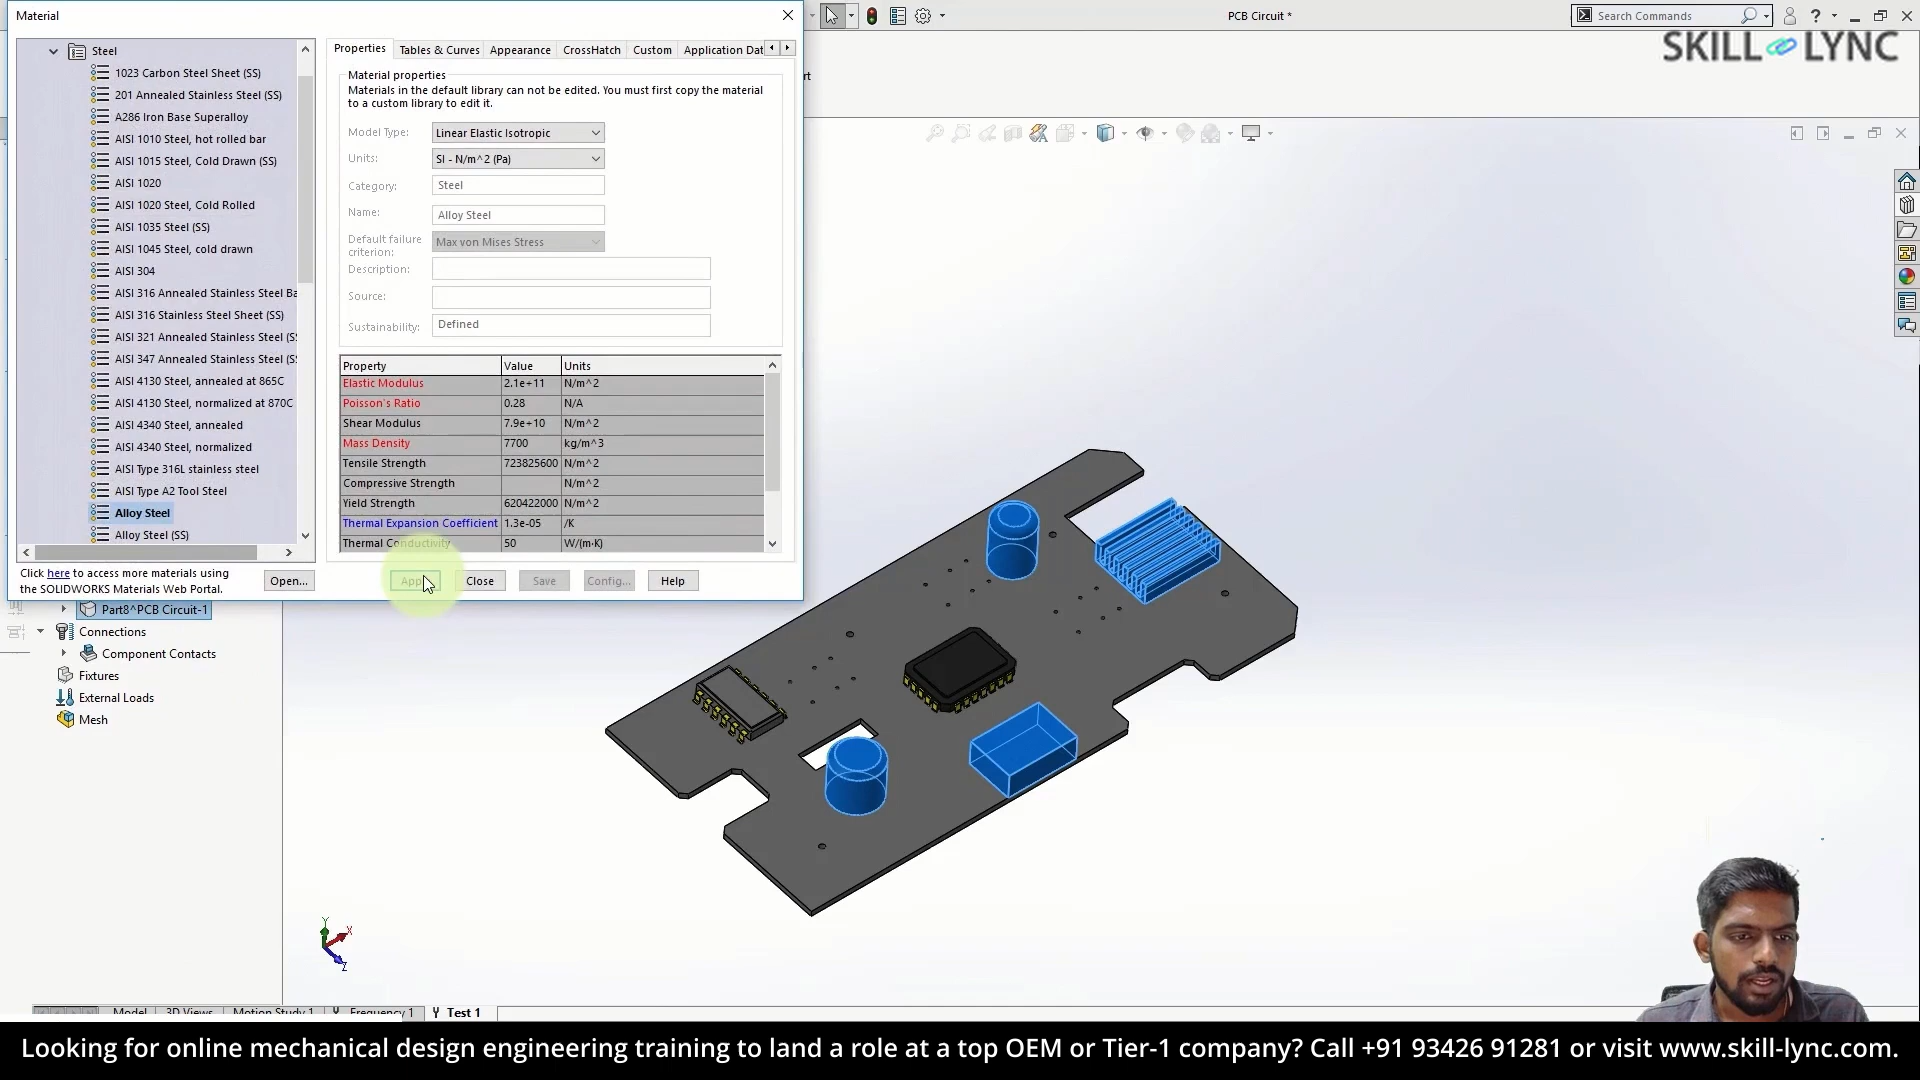 Material
PCB Circuit *
Search Commands
SKILL LYNC
Steel
1023 Carbon Steel Sheet (SS)
201 Annealed Stainless Steel (SS)
A286 Iron Base Superalloy
AISI 1010 Steel, hot rolled bar
AISI 1015 Steel, Cold Drawn (SS)
AISI 1020
AISI 1020 Steel, Cold Rolled
AISI 1035 Steel (SS)
AISI 1045 Steel, cold drawn
AISI 304
AISI 316 Annealed Stainless Steel Ba
AISI 316 Stainless Steel Sheet (SS)
AISI 321 Annealed Stainless Steel (S
AISI 347 Annealed Stainless Steel (S
AISI 4130 Steel, annealed at 865C
AISI 4130 Steel, normalized at 870C
AISI 4340 Steel, annealed
AISI 4340 Steel, normalized
AISI Type 316L stainless steel
AISI Type A2 Tool Steel
Alloy Steel
Alloy Steel (SS)
Click here to access more materials using
the SOLIDWORKS Materials Web Portal.
Open...
Properties Tables & Curves Appearance CrossHatch Custom Application Dat
Material properties
Materials in the default library can not be edited. You must first copy the material
to a custom library to edit it.
Model Type: Linear Elastic Isotropic
Units: SI - N/m^2 (Pa)
Category: Steel
Name: Alloy Steel
Default failure
criterion: Max von Mises Stress
Description:
Source:
Sustainability: Defined
Property Value Units
Elastic Modulus 2.1e+11 N/m^2
Poisson's Ratio 0.28 N/A
Shear Modulus 7.9e+10 N/m^2
Mass Density 7700 kg/m^3
Tensile Strength 723825600 N/m^2
Compressive Strength N/m^2
Yield Strength 620422000 N/m^2
Thermal Expansion Coefficient 1.3e-05 /K
Thermal Conductivity 50 W/(m·K)
Close Save Config... Help
Part8^PCB Circuit-1
Connections
Component Contacts
Fixtures
External Loads
Mesh
Y
X
Z
Model 3D Views Motion Study 1 Frequency 1 Test 1
Looking for online mechanical design engineering training to land a role at a top OEM or Tier-1 company? Call +91 93426 91281 or visit www.skill-lync.com.